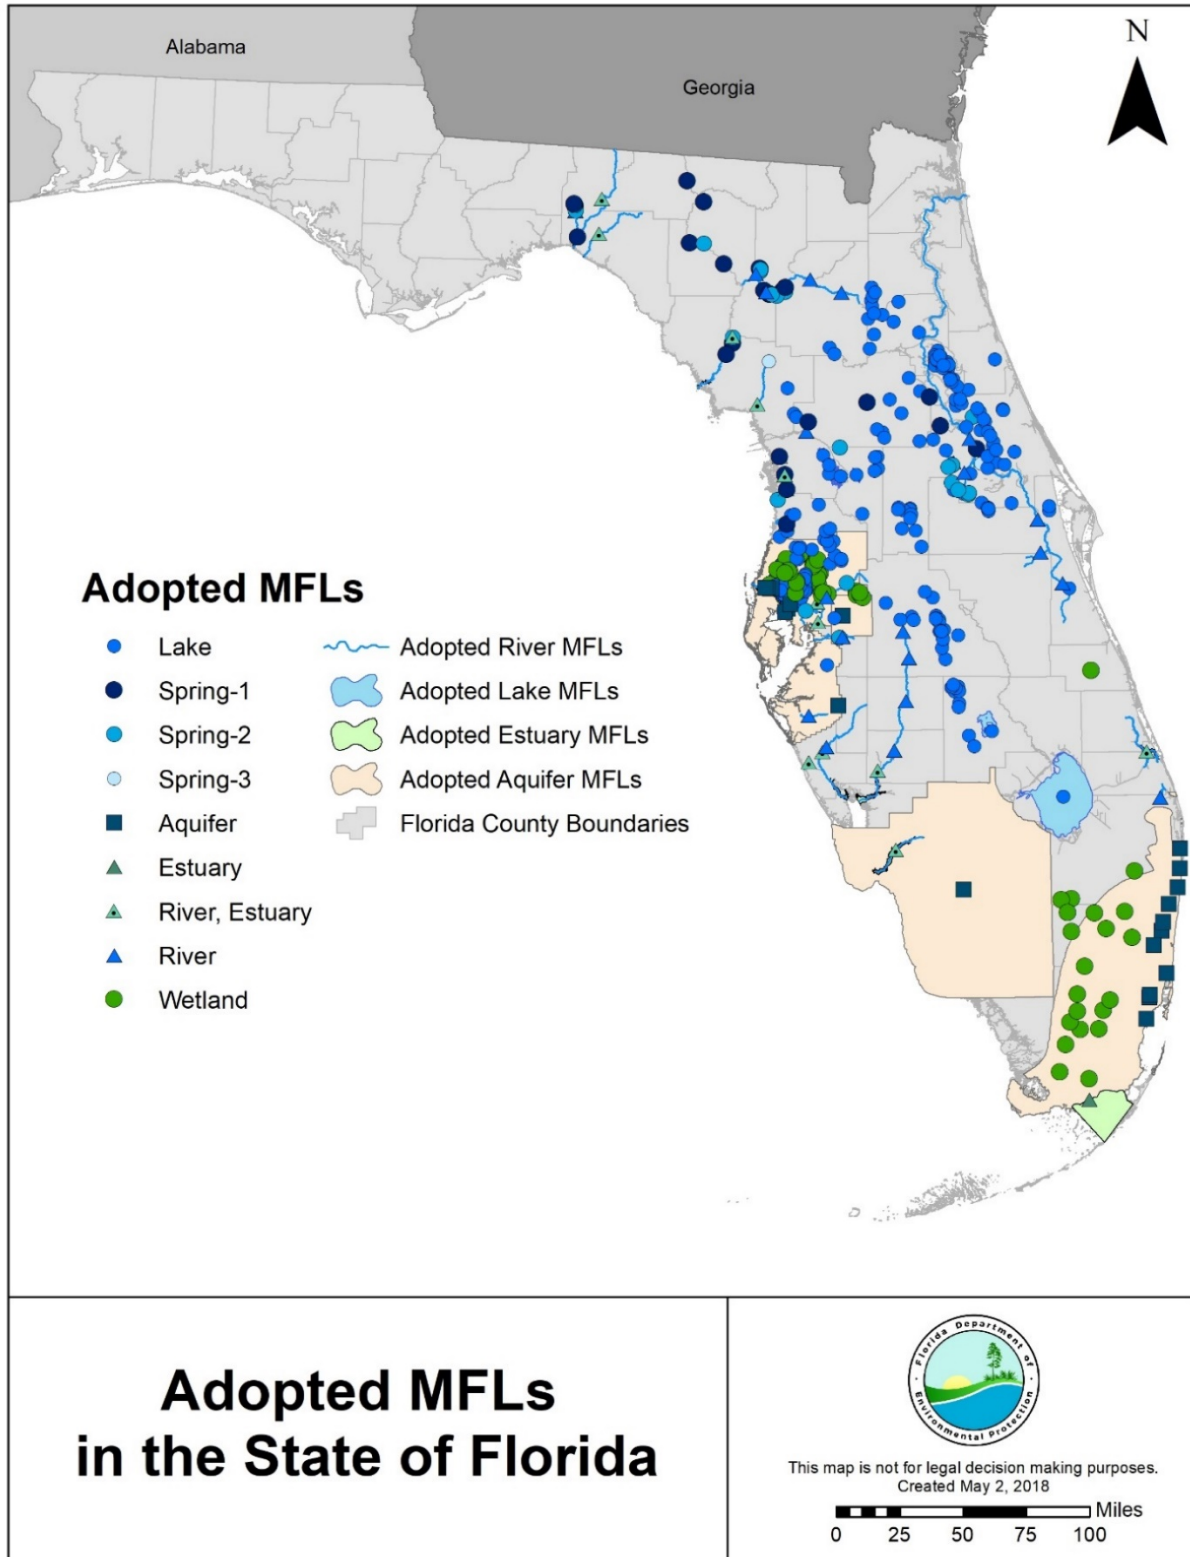 Alabama
Georgia
N
Adopted MFLs
Lake
Spring-1
Spring-2
Spring-3
Aquifer
Estuary
River, Estuary
River
Wetland
Adopted River MFLs
Adopted Lake MFLs
Adopted Estuary MFLs
Adopted Aquifer MFLs
Florida County Boundaries
Adopted MFLs
in the State of Florida
Florida Department of
Environmental Protection
This map is not for legal decision making purposes.
Created May 2, 2018
Miles
0 25 50 75 100